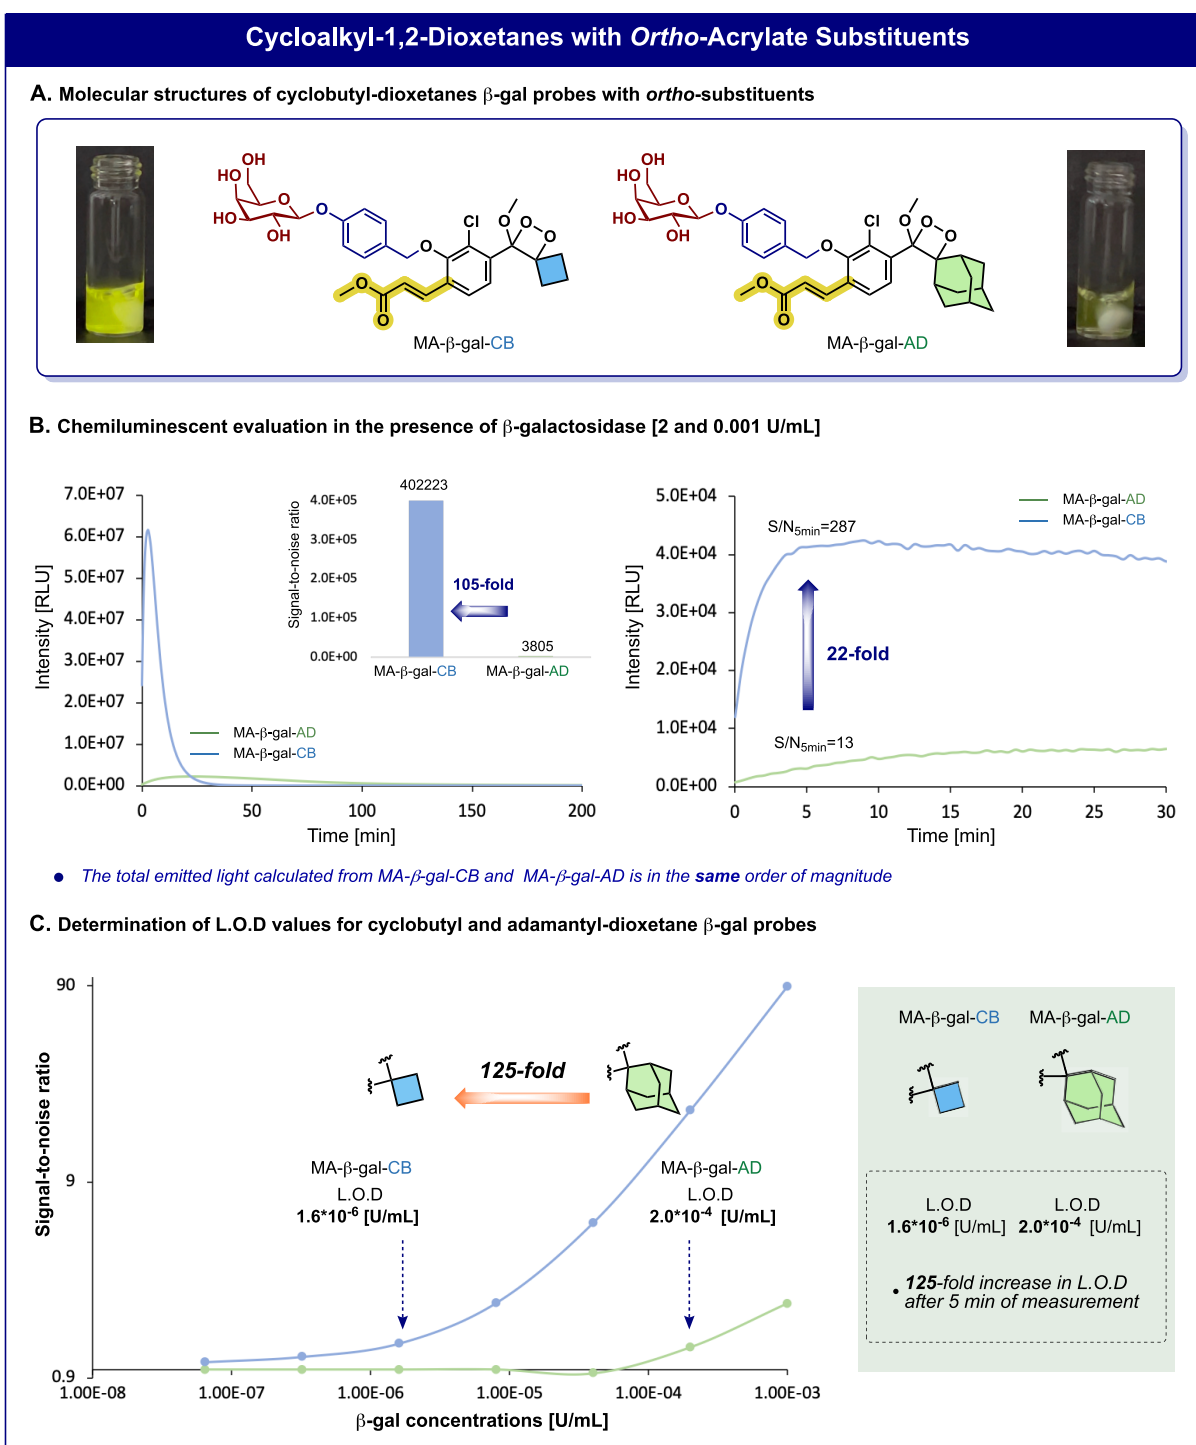 Cycloalkyl-1,2-Dioxetanes with Ortho-Acrylate Substituents
A. Molecular structures of cyclobutyl-dioxetanes β-gal probes with ortho-substituents
OH
HO
O
HO
OH
O
O
Cl
O
O
O
O
O
MA-β-gal-CB
OH
HO
O
HO
OH
O
O
Cl
O
O
O
O
O
MA-β-gal-AD
B. Chemiluminescent evaluation in the presence of β-galactosidase [2 and 0.001 U/mL]
Intensity [RLU]
7.0E+07
6.0E+07
5.0E+07
4.0E+07
3.0E+07
2.0E+07
1.0E+07
0.0E+00
0
50
100
150
200
Time [min]
MA-β-gal-AD
MA-β-gal-CB
Signal-to-noise ratio
4.0E+05
3.0E+05
2.0E+05
1.0E+05
0.0E+00
402223
105-fold
3805
MA-β-gal-CB
MA-β-gal-AD
Intensity [RLU]
5.0E+04
4.0E+04
3.0E+04
2.0E+04
1.0E+04
0.0E+00
0
5
10
15
20
25
30
Time [min]
MA-β-gal-AD
MA-β-gal-CB
S/N5min=287
22-fold
S/N5min=13
• The total emitted light calculated from MA-β-gal-CB and MA-β-gal-AD is in the same order of magnitude
C. Determination of L.O.D values for cyclobutyl and adamantyl-dioxetane β-gal probes
Signal-to-noise ratio
90
9
0.9
1.00E-08
1.00E-07
1.00E-06
1.00E-05
1.00E-04
1.00E-03
β-gal concentrations [U/mL]
125-fold
MA-β-gal-CB
L.O.D
1.6*10-6 [U/mL]
MA-β-gal-AD
L.O.D
2.0*10-4 [U/mL]
MA-β-gal-CB
MA-β-gal-AD
L.O.D
1.6*10-6 [U/mL]
L.O.D
2.0*10-4 [U/mL]
• 125-fold increase in L.O.D
after 5 min of measurement